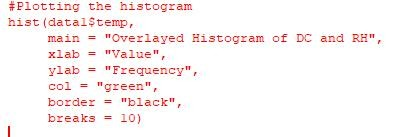 #Plotting the histogram
hist(data1$temp,
main = "Overlayed Histogram of DC and RH",
xlab = "Value",
ylab = "Frequency",
col = "green",
border = "black",
breaks = 10)